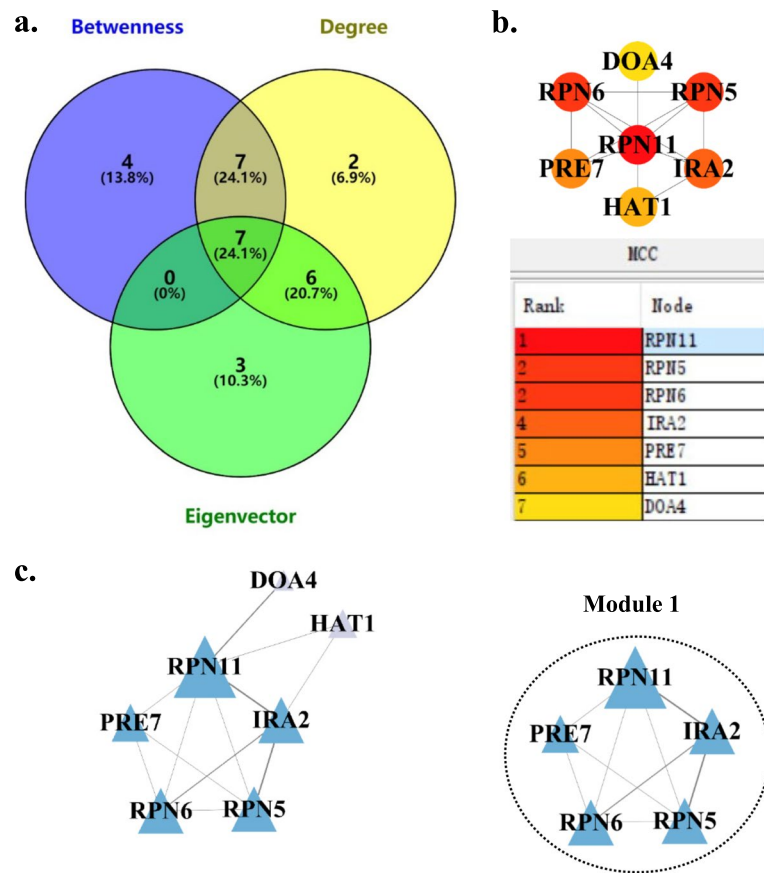 a.
Betwenness
Degree
4
(13.8%)
7
(24.1%)
2
(6.9%)
7
(24.1%)
0
(0%)
6
(20.7%)
3
(10.3%)
Eigenvector
b.
DOA4
RPN6
RPN5
RPN11
PRE7
IRA2
HAT1
MCC
Rank Node
1 RPN11
2 RPN5
2 RPN6
4 IRA2
5 PRE7
6 HAT1
7 DOA4
c.
DOA4
HAT1
RPN11
PRE7
IRA2
RPN6
RPN5
Module 1
RPN11
PRE7
IRA2
RPN6
RPN5